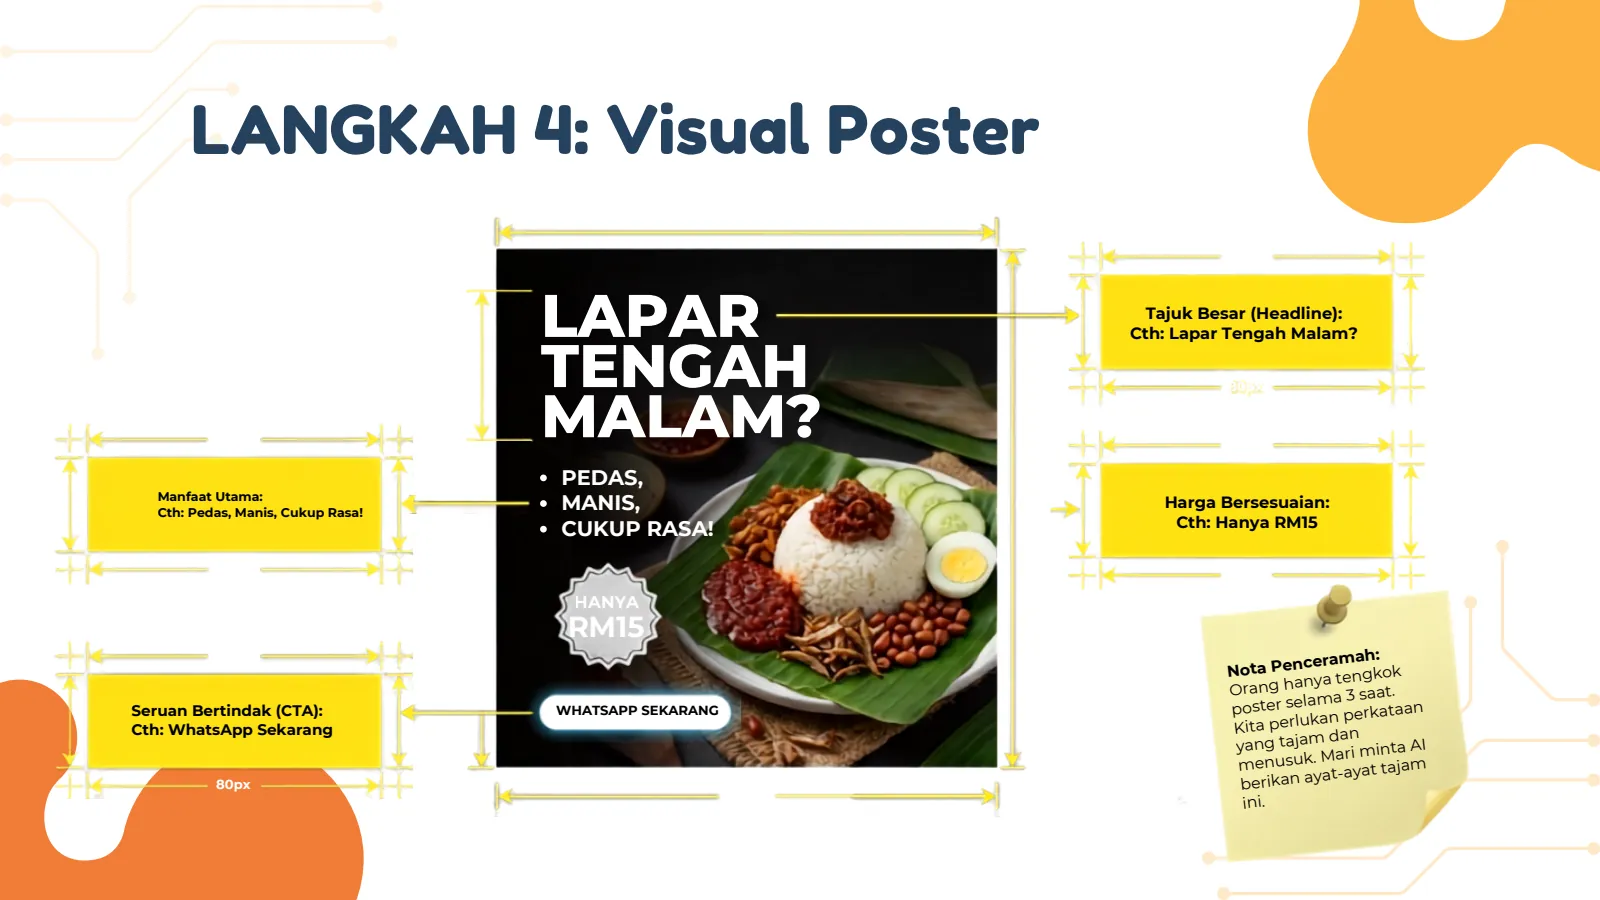 LANGKAH 4: Visual Poster
LAPAR
TENGAH
MALAM?
• PEDAS,
• MANIS,
• CUKUP RASA!
HANYA
RM15
WHATSAPP SEKARANG
Manfaat Utama:
Cth: Pedas, Manis, Cukup Rasa!
Seruan Bertindak (CTA):
Cth: WhatsApp Sekarang
80px
Tajuk Besar (Headline):
Cth: Lapar Tengah Malam?
80px
Harga Bersesuaian:
Cth: Hanya RM15
Nota Penceramah:
Orang hanya tengkok
poster selama 3 saat.
Kita perlukan perkataan
yang tajam dan
menusuk. Mari minta AI
berikan ayat-ayat tajam
ini.